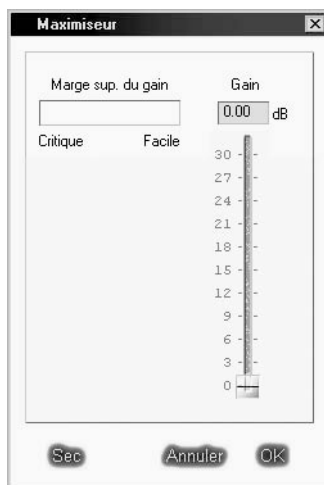 Maximiseur
Marge sup. du gain
Gain
0.00 dB
Critique Facile
30
27
24
21
18
15
12
9
6
3
0
Sec Annuler OK